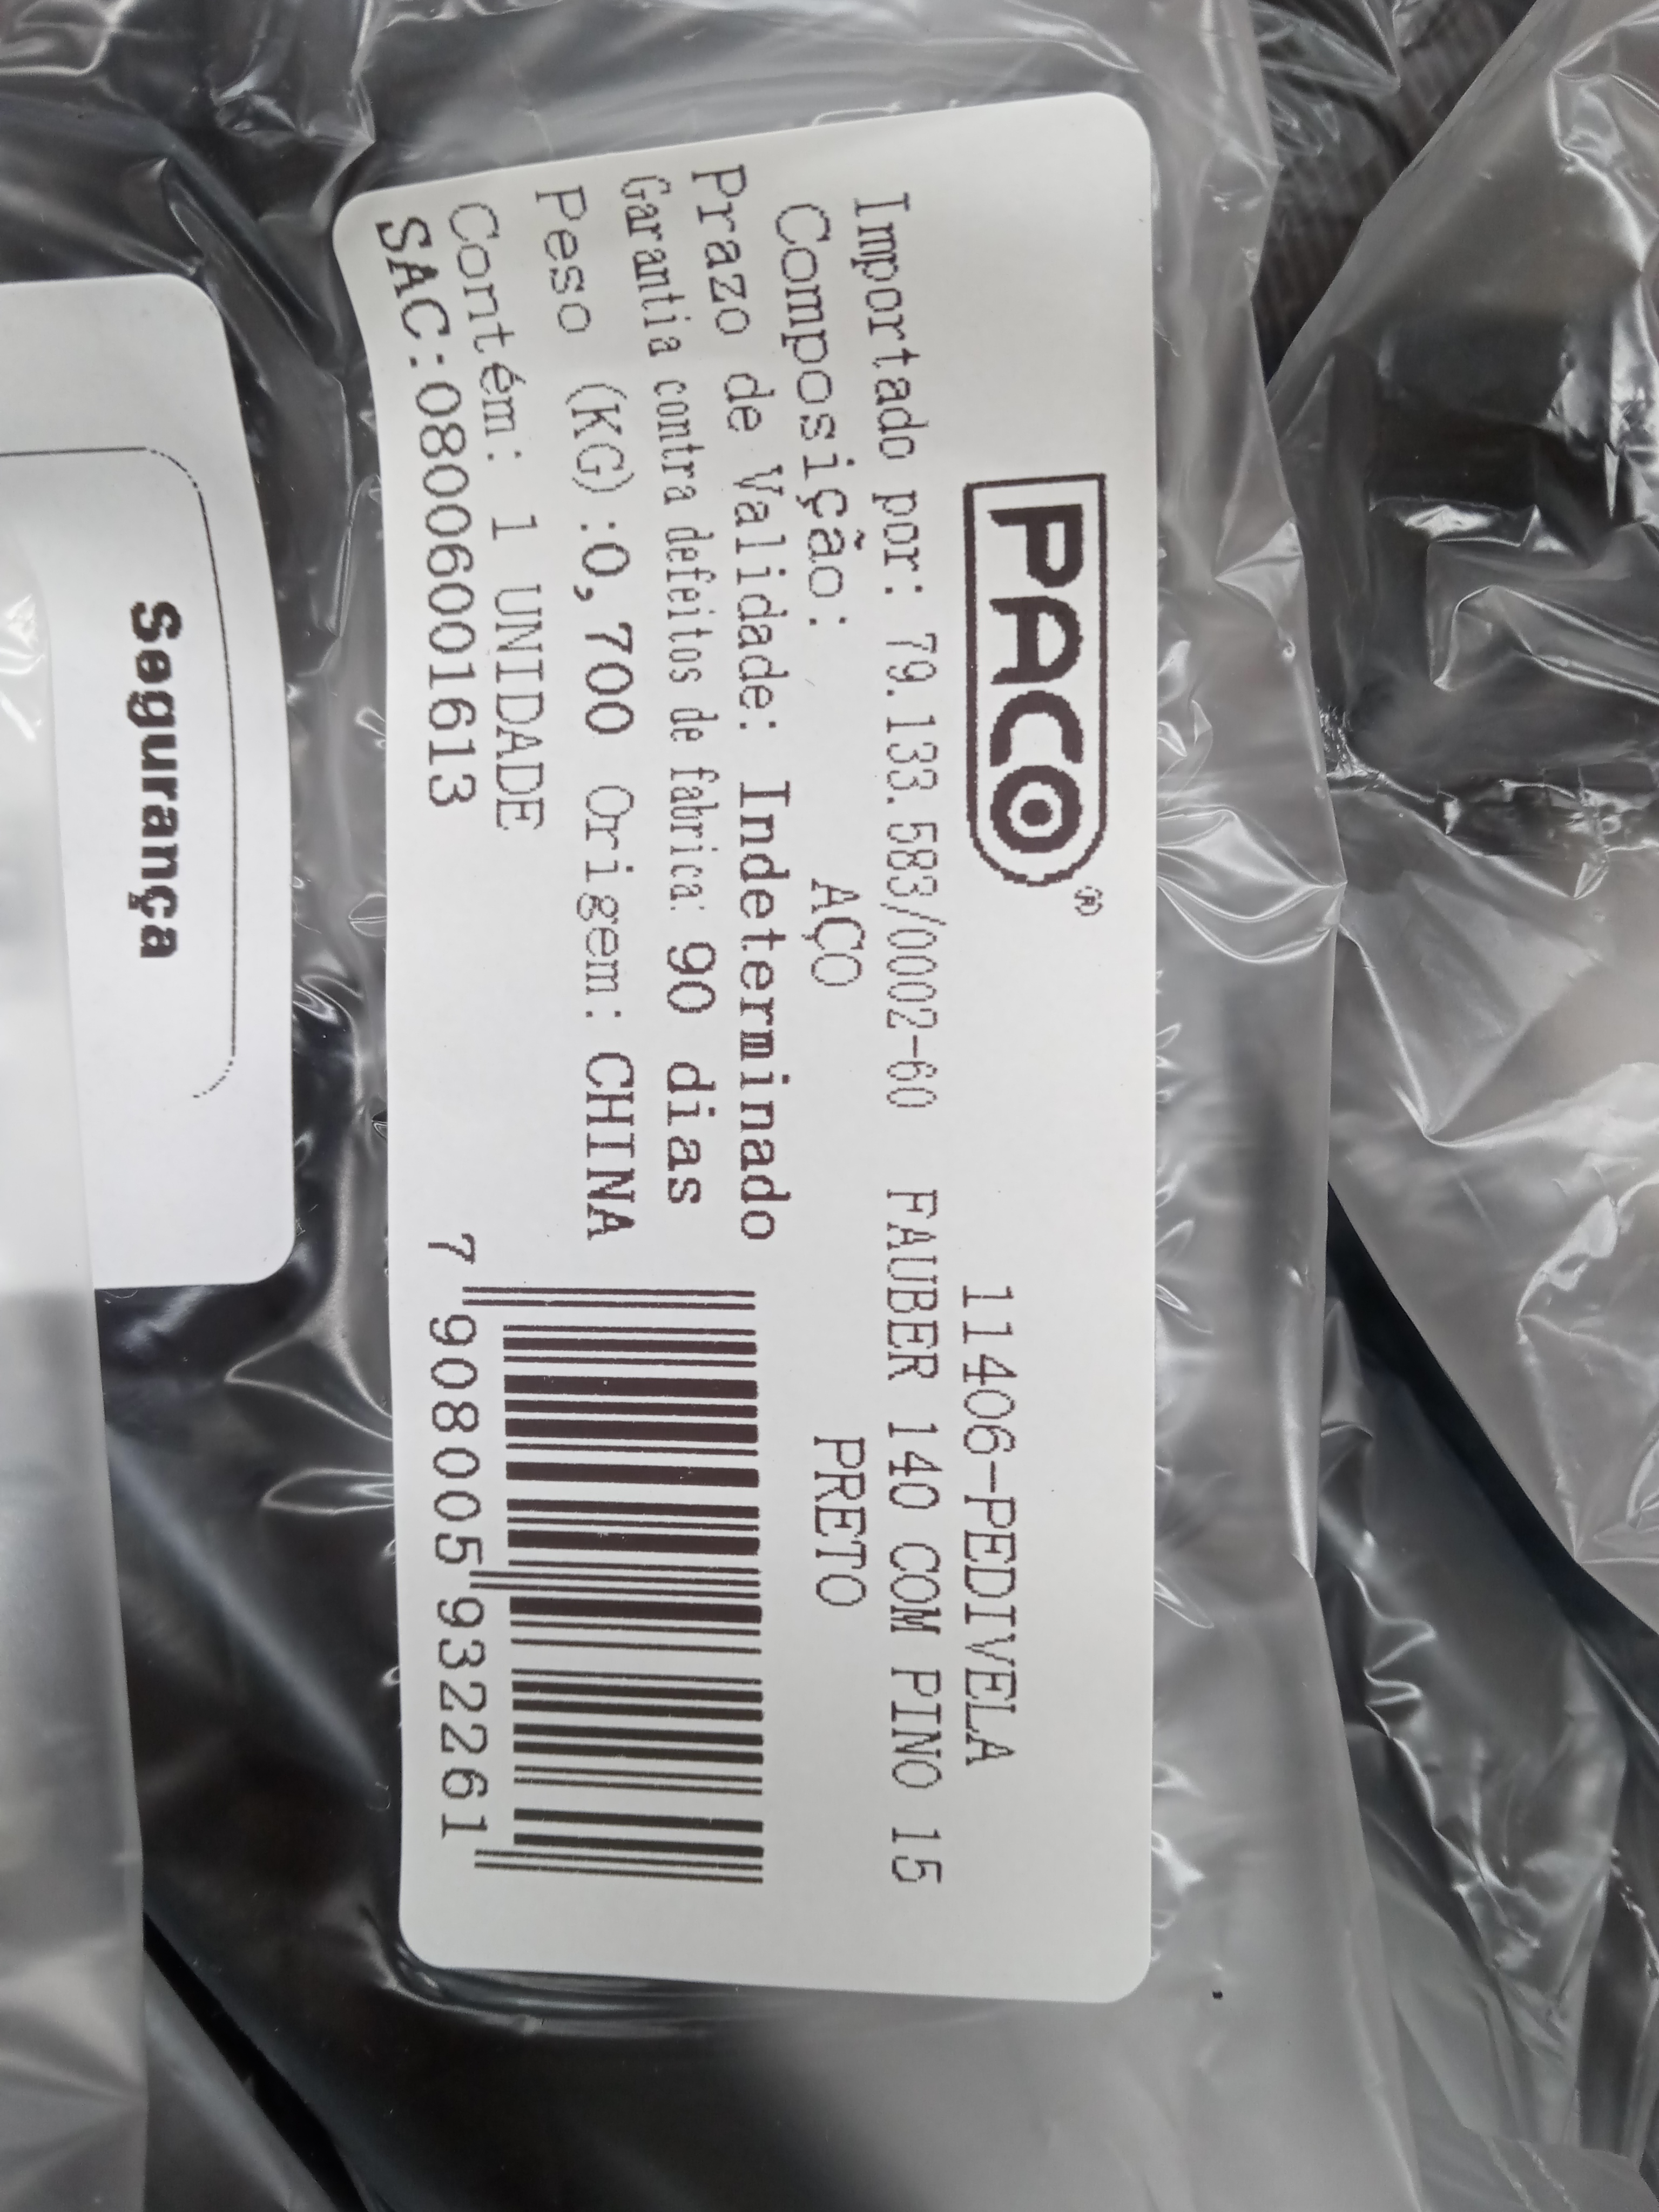 PACO®
11406-PEDIVELA
Importado por: 79.133.583/0002-60 FAUBER 140 COM PINO 15
Composição: AÇO PRETO
Prazo de Validade: Indeterminado
Garantia contra defeitos de fabrica: 90 dias
Peso (KG):0,700 Origem: CHINA
Contém: 1 UNIDADE
SAC:08006001613
7 908005 932261
Segurança